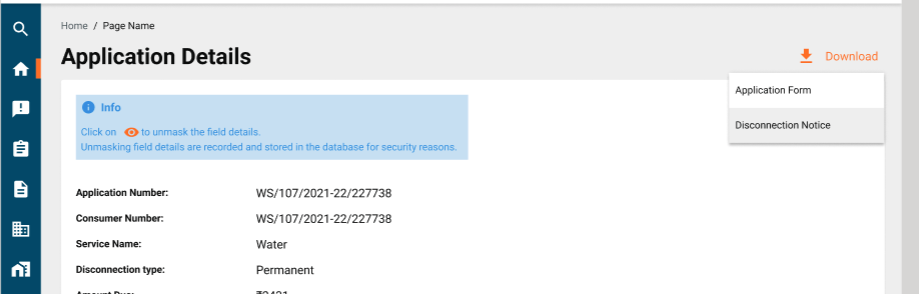 Home / Page Name
Application Details
Download
Application Form
Disconnection Notice
Info
Click on to unmask the field details.
Unmasking field details are recorded and stored in the database for security reasons.
Application Number: WS/107/2021-22/227738
Consumer Number: WS/107/2021-22/227738
Service Name: Water
Disconnection type: Permanent